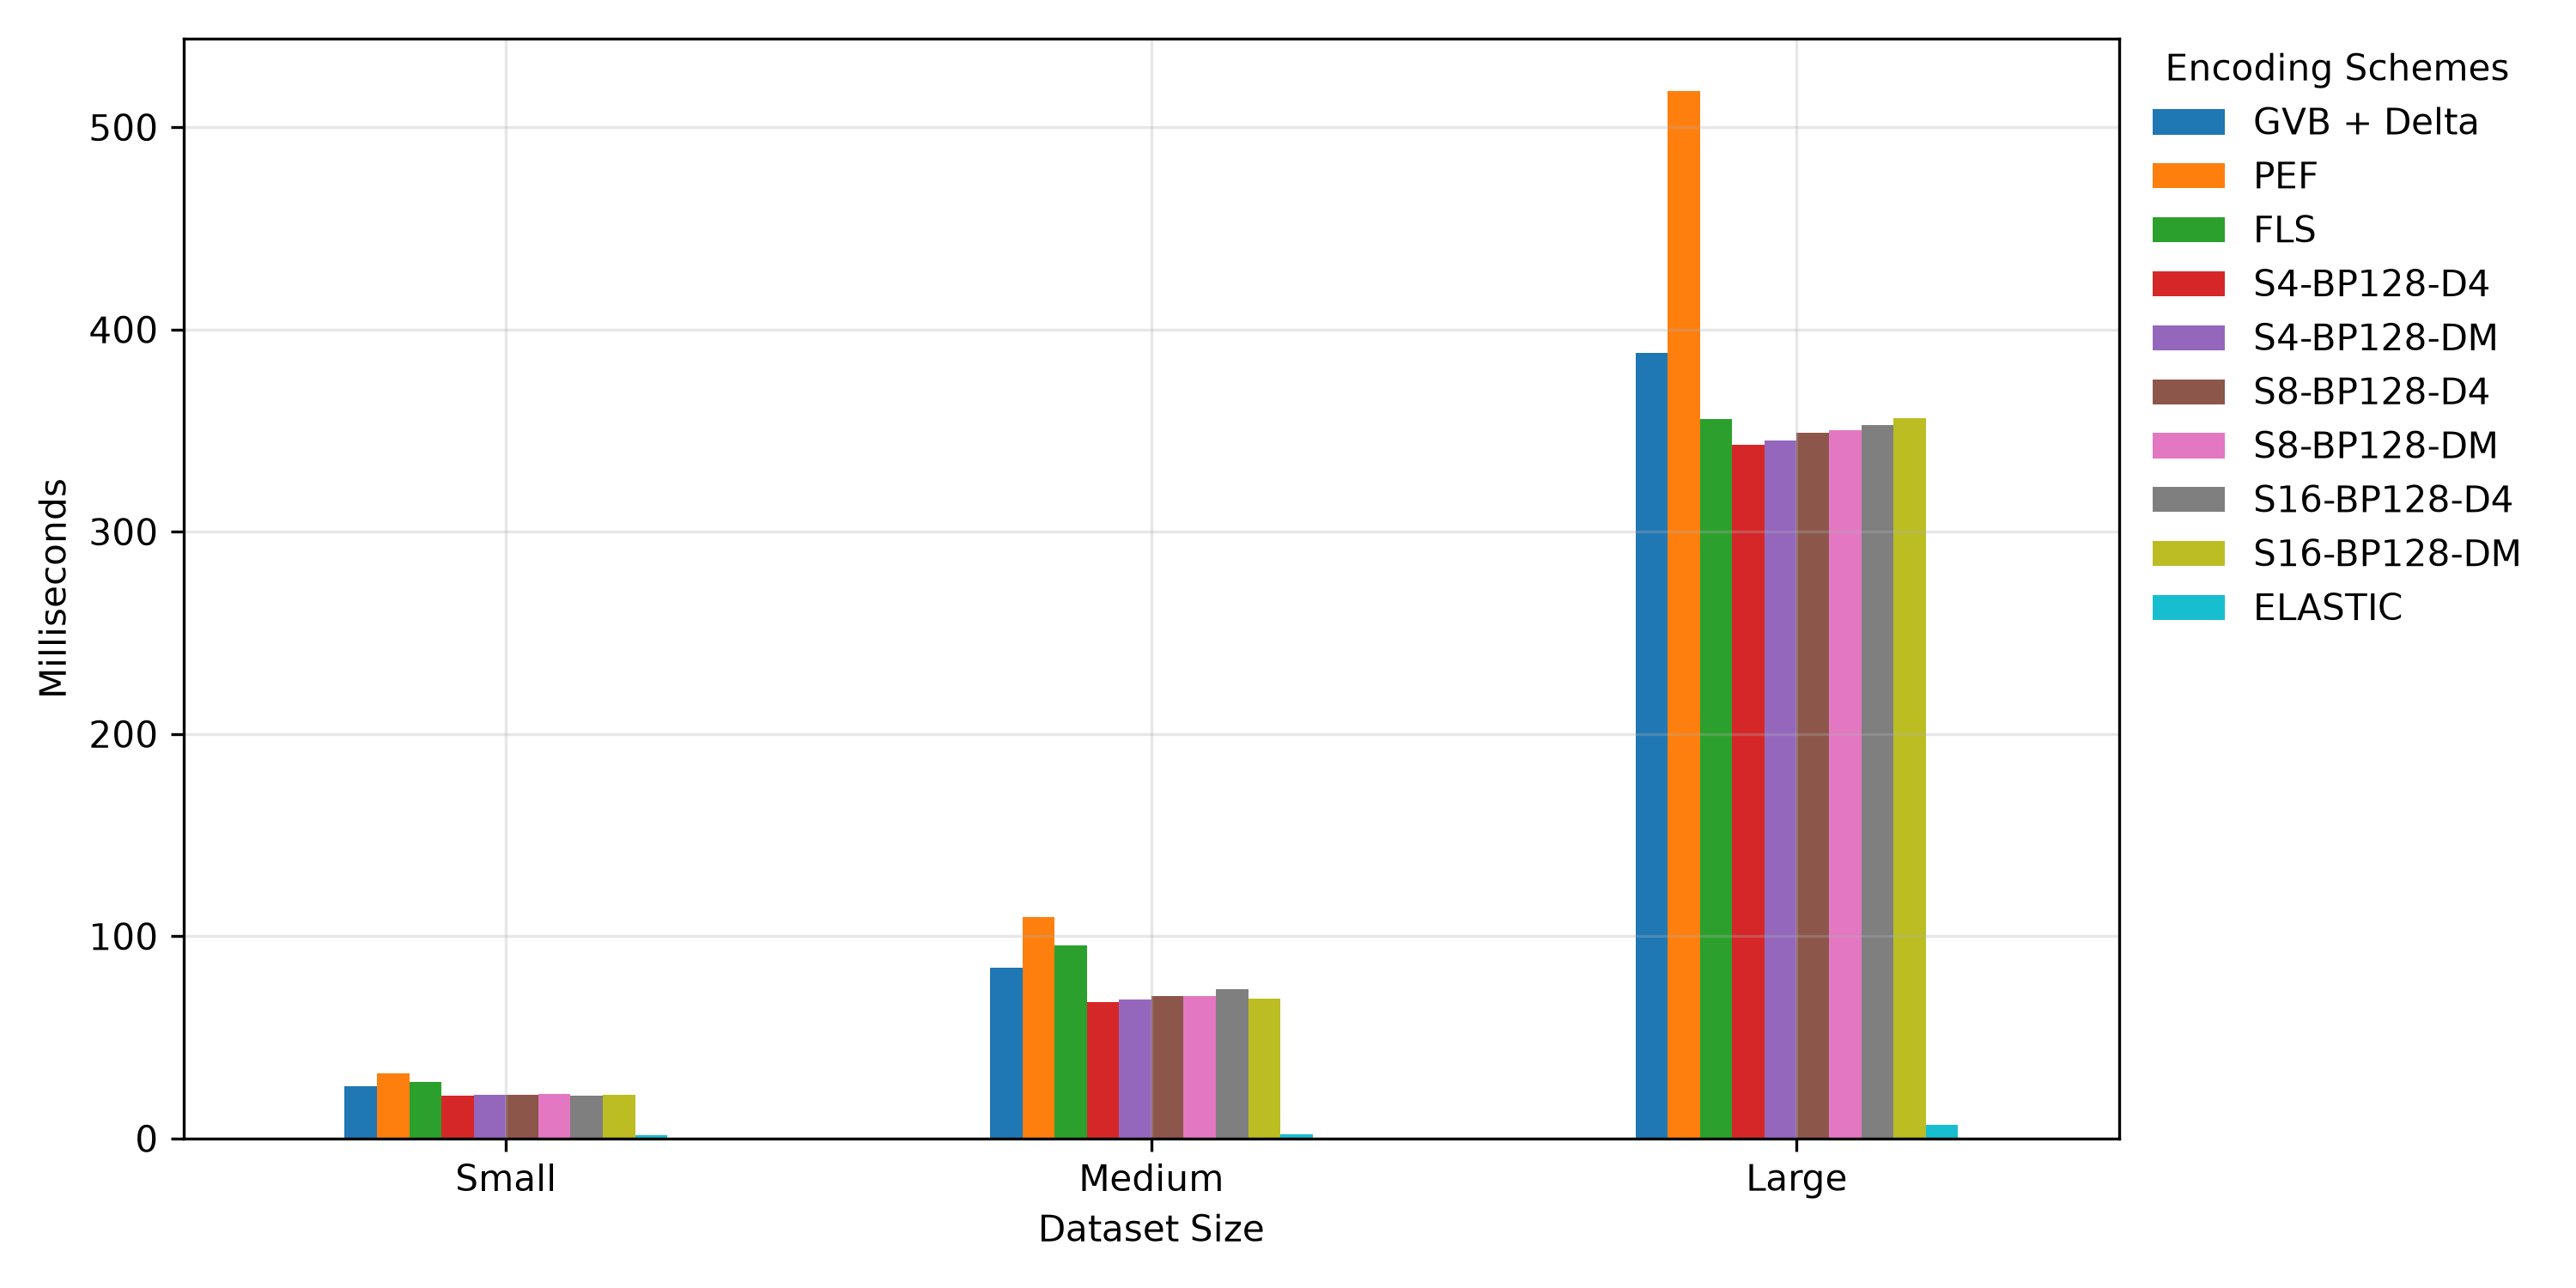 Encoding Schemes
GVB + Delta
PEF
FLS
S4-BP128-D4
S4-BP128-DM
S8-BP128-D4
S8-BP128-DM
S16-BP128-D4
S16-BP128-DM
ELASTIC
Milliseconds
500
400
300
200
100
0
Small
Medium
Large
Dataset Size